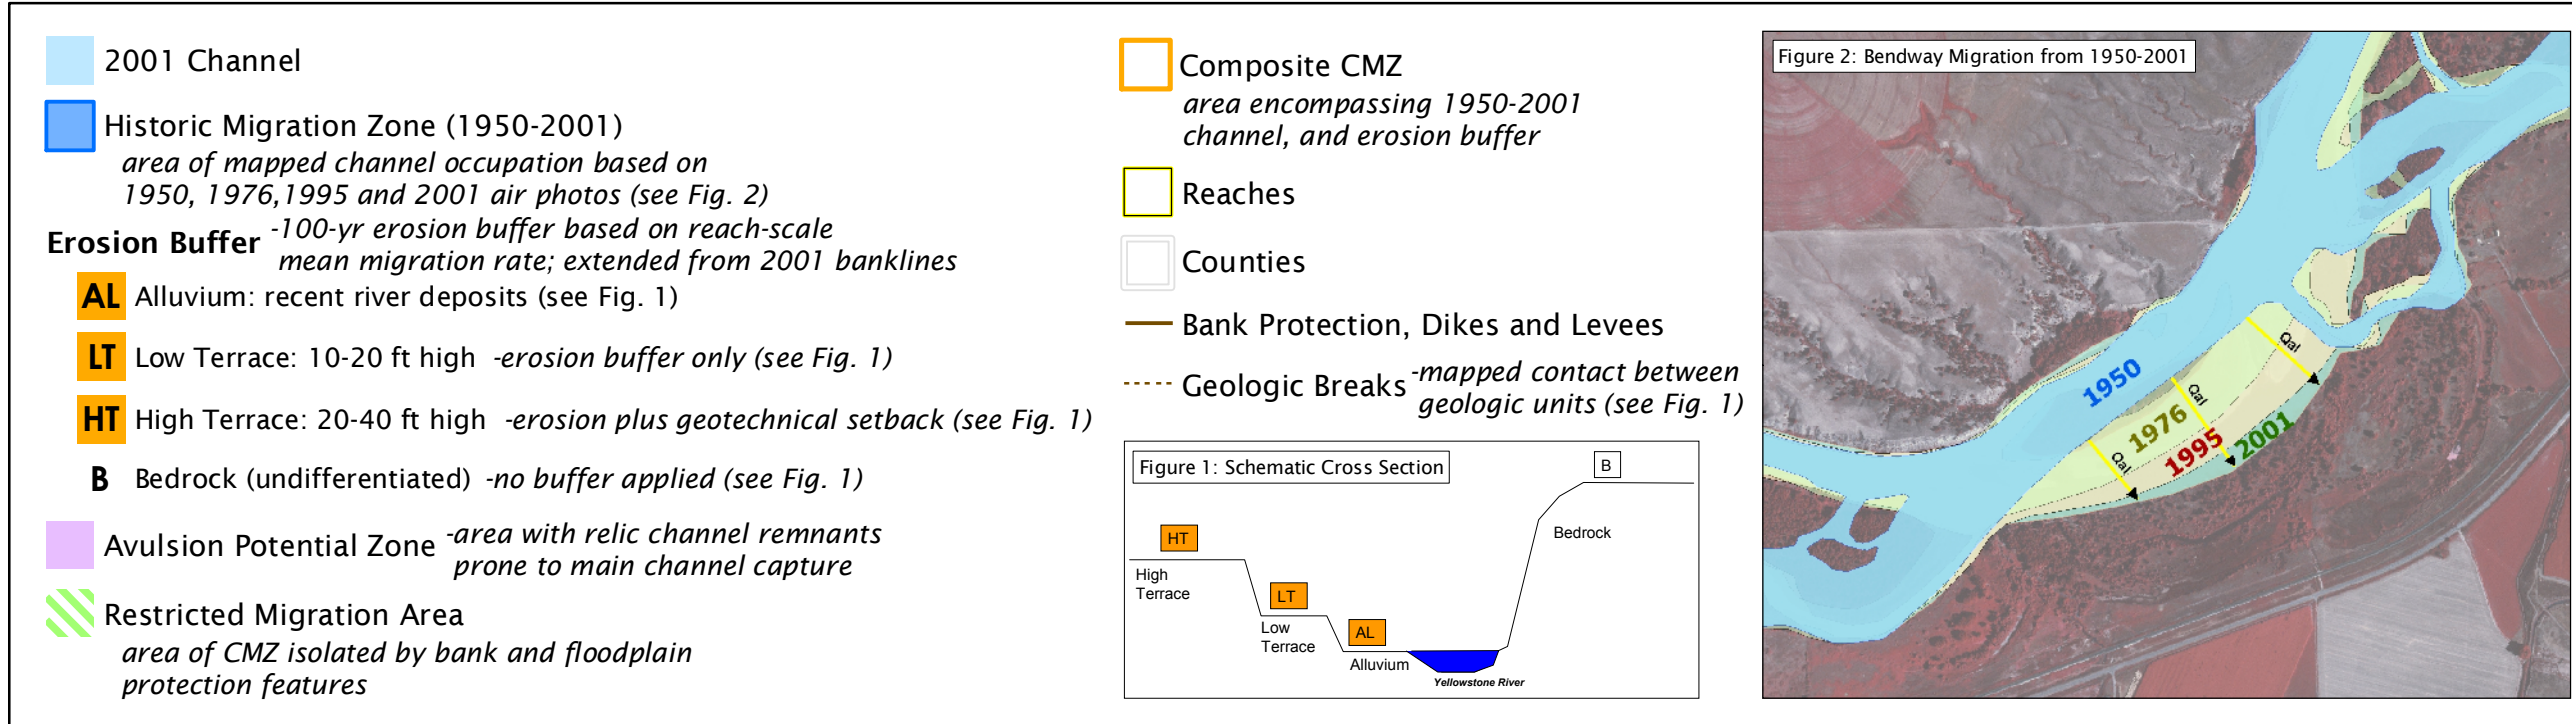 2001 Channel
Historic Migration Zone (1950-2001)
area of mapped channel occupation based on
1950, 1976,1995 and 2001 air photos (see Fig. 2)
Erosion Buffer -100-yr erosion buffer based on reach-scale
mean migration rate; extended from 2001 banklines
AL Alluvium: recent river deposits (see Fig. 1)
LT Low Terrace: 10-20 ft high -erosion buffer only (see Fig. 1)
HT High Terrace: 20-40 ft high -erosion plus geotechnical setback (see Fig. 1)
B Bedrock (undifferentiated) -no buffer applied (see Fig. 1)
Avulsion Potential Zone -area with relic channel remnants
prone to main channel capture
Restricted Migration Area
area of CMZ isolated by bank and floodplain
protection features
Composite CMZ
area encompassing 1950-2001
channel, and erosion buffer
Reaches
Counties
Bank Protection, Dikes and Levees
Geologic Breaks -mapped contact between
geologic units (see Fig. 1)
Figure 1: Schematic Cross Section
B
Bedrock
HT
High
Terrace
LT
Low
Terrace
AL
Alluvium
Yellowstone River
Figure 2: Bendway Migration from 1950-2001
Qal
1950
Qal
1976
1995
2001
Qal